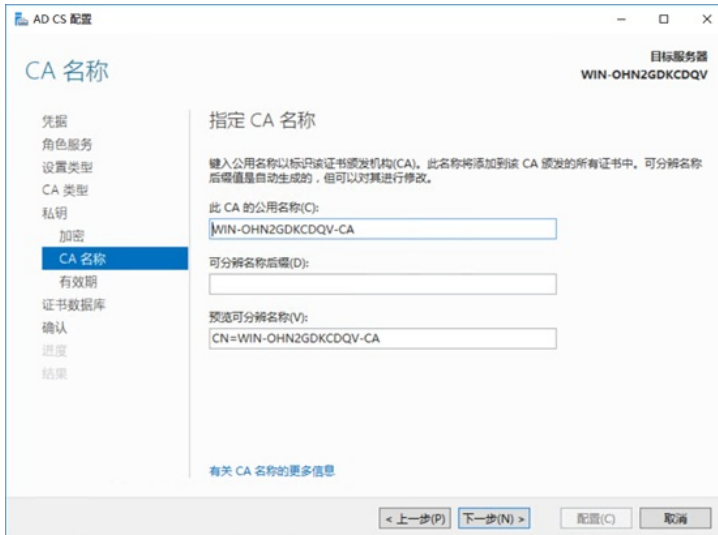 AD CS 配置
CA 名称
目标服务器
WIN-OHN2GDKCDQV
凭据
角色服务
设置类型
CA 类型
私钥
加密
CA 名称
有效期
证书数据库
确认
进度
结果
指定 CA 名称
键入公用名称以标识该证书颁发机构(CA)。此名称将添加到该 CA 颁发的所有证书中。可分辨名称
后缀值是自动生成的，但可以对其进行修改。
此 CA 的公用名称(C):
WIN-OHN2GDKCDQV-CA
可分辨名称后缀(D):
预览可分辨名称(V):
CN=WIN-OHN2GDKCDQV-CA
有关 CA 名称的更多信息
< 上一步(P)
下一步(N) >
配置(C)
取消